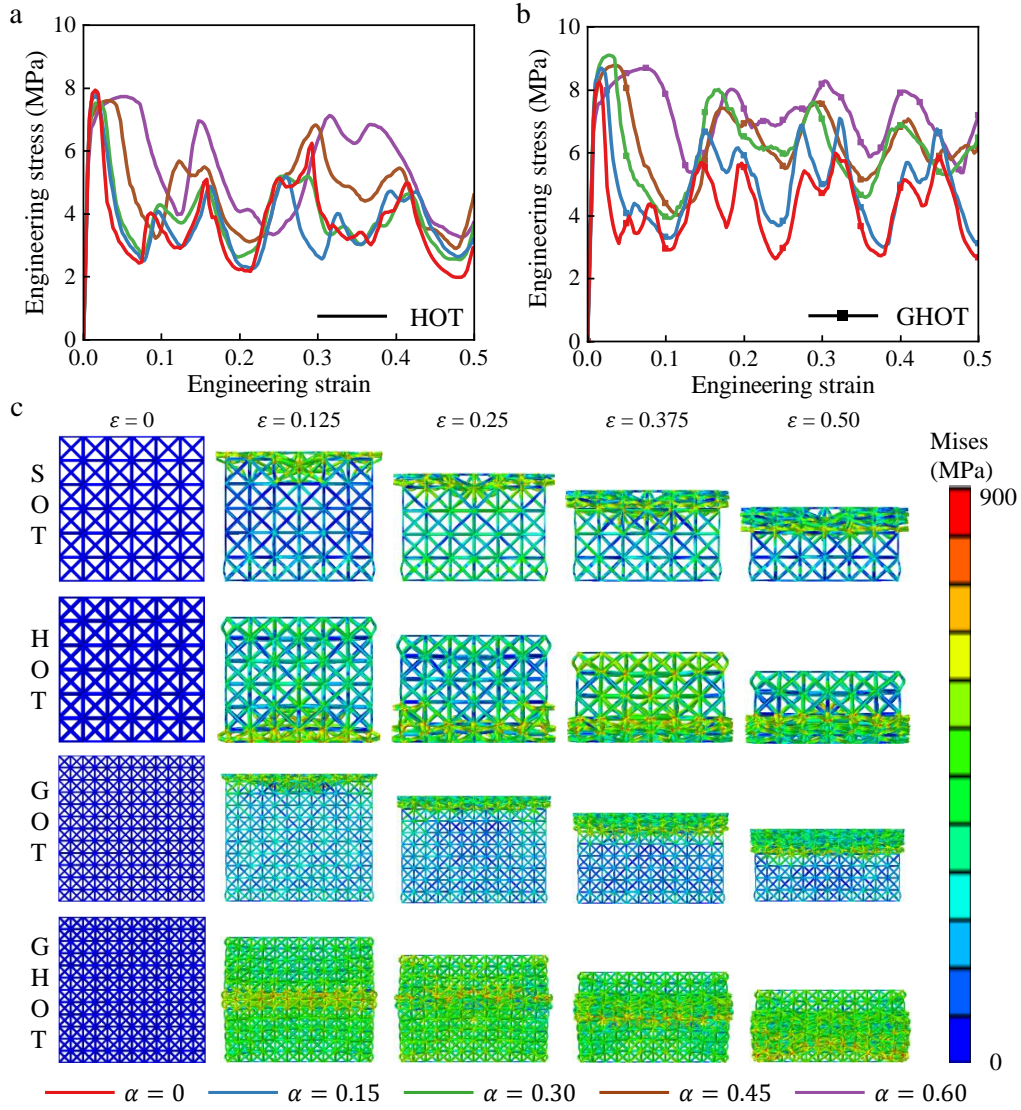 a
b
10
8
6
4
2
0
Engineering stress (MPa)
HOT
0.0 0.1 0.2 0.3 0.4 0.5
Engineering strain
10
8
6
4
2
0
Engineering stress (MPa)
GHOT
0.0 0.1 0.2 0.3 0.4 0.5
Engineering strain
c
ε = 0 ε = 0.125 ε = 0.25 ε = 0.375 ε = 0.50
Mises
(MPa)
900
0
S
O
T
H
O
T
G
O
T
G
H
O
T
α = 0 α = 0.15 α = 0.30 α = 0.45 α = 0.60